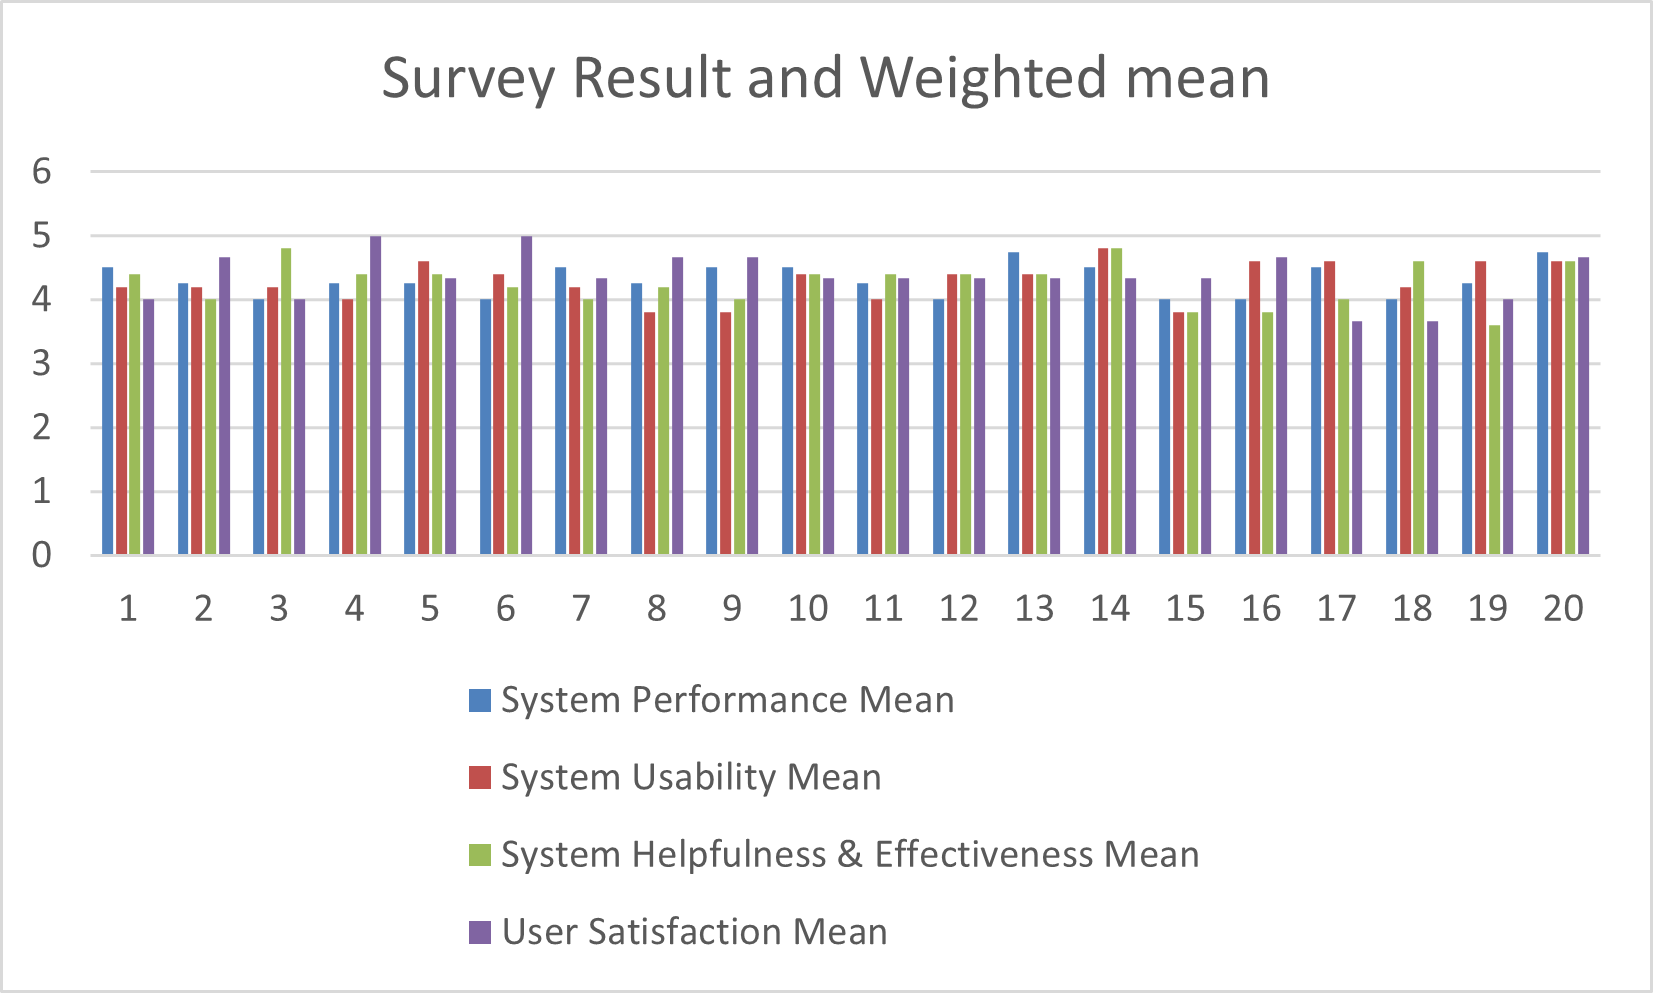 Survey Result and Weighted mean
6
5
4
3
2
1
0
1 2 3 4 5 6 7 8 9 10 11 12 13 14 15 16 17 18 19 20
System Performance Mean
System Usability Mean
System Helpfulness & Effectiveness Mean
User Satisfaction Mean